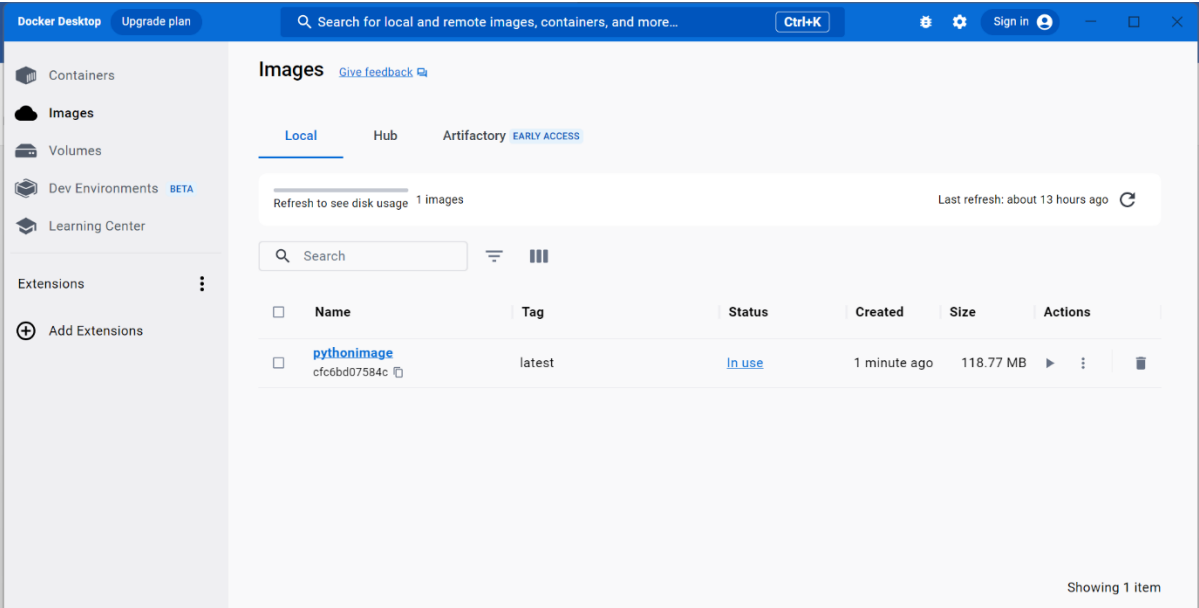 Docker Desktop Upgrade plan Search for local and remote images, containers, and more... Ctrl+K Sign in
Containers
Images
Volumes
Dev Environments BETA
Learning Center
Extensions
Add Extensions
Images Give feedback
Local Hub Artifactory EARLY ACCESS
Refresh to see disk usage 1 images Last refresh: about 13 hours ago
Search
Name Tag Status Created Size Actions
pythonimage
cfc6bd07584c
latest In use 1 minute ago 118.77 MB
Showing 1 item